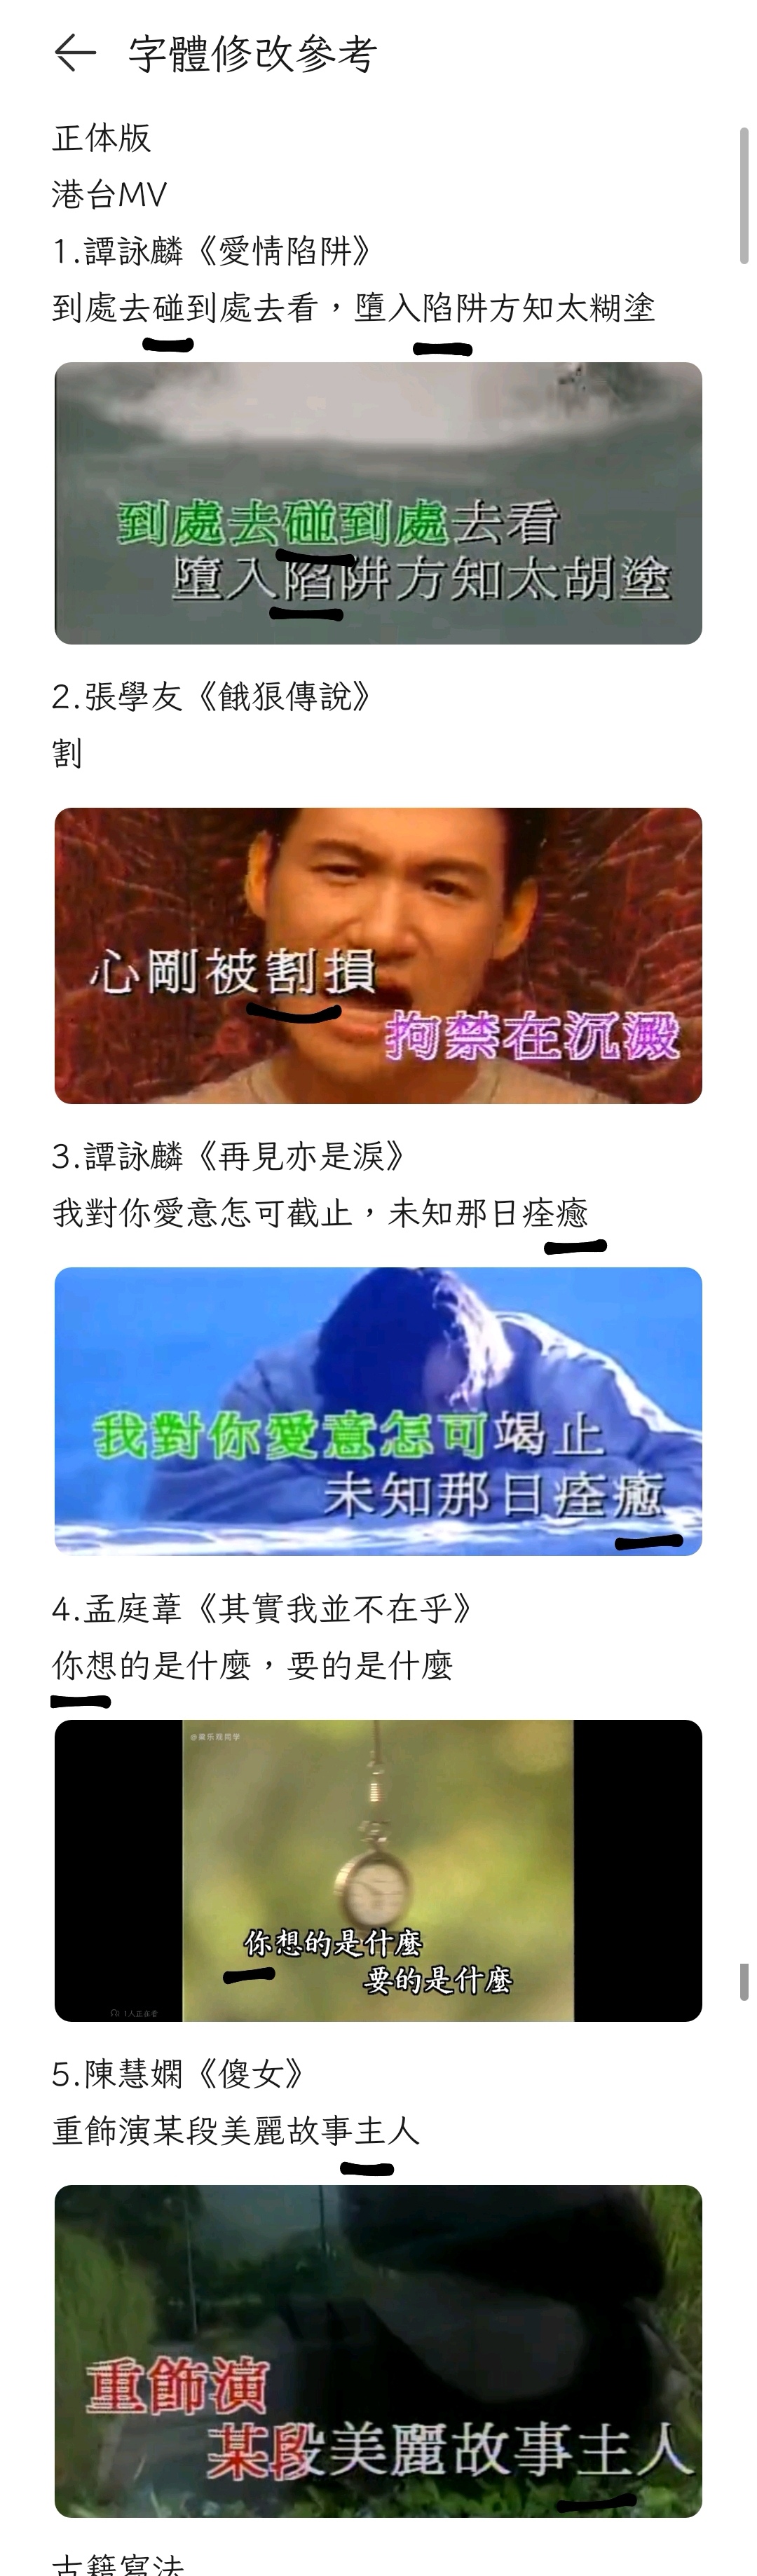 字體修改參考
正体版
港台MV
1.譚詠麟《愛情陷阱》
到處去碰到處去看，墮入陷阱方知太糊塗
到處去碰到處去看
墮入陷阱方知太胡塗
2.張學友《餓狼傳說》
割
心剛被割損
拘禁在沉澱
3.譚詠麟《再見亦是淚》
我對你愛意怎可截止，未知那日痊癒
我對你愛意怎可竭止
未知那日痊癒
4.孟庭葦《其實我並不在乎》
你想的是什麼，要的是什麼
你想的是什麼
要的是什麼
5.陳慧嫻《傻女》
重飾演某段美麗故事主人
重飾演
某段美麗故事主人
古籍寫法